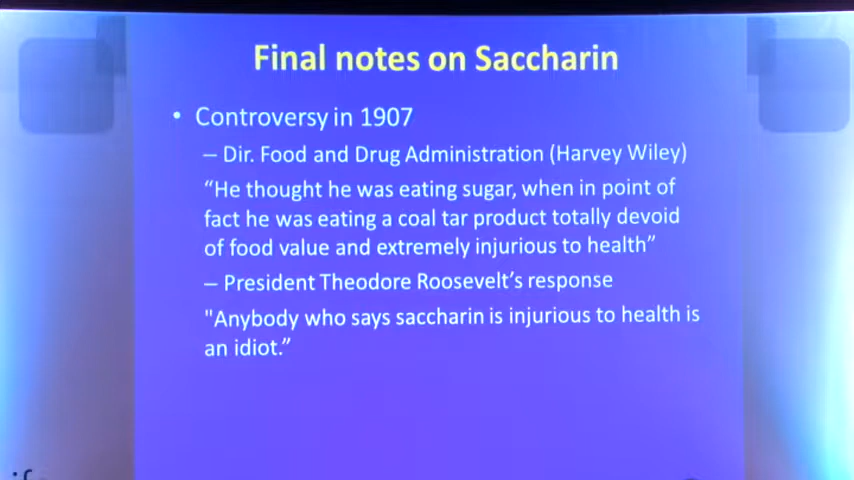 Final notes on Saccharin
• Controversy in 1907
– Dir. Food and Drug Administration (Harvey Wiley)
“He thought he was eating sugar, when in point of
fact he was eating a coal tar product totally devoid
of food value and extremely injurious to health”
– President Theodore Roosevelt’s response
"Anybody who says saccharin is injurious to health is
an idiot.”